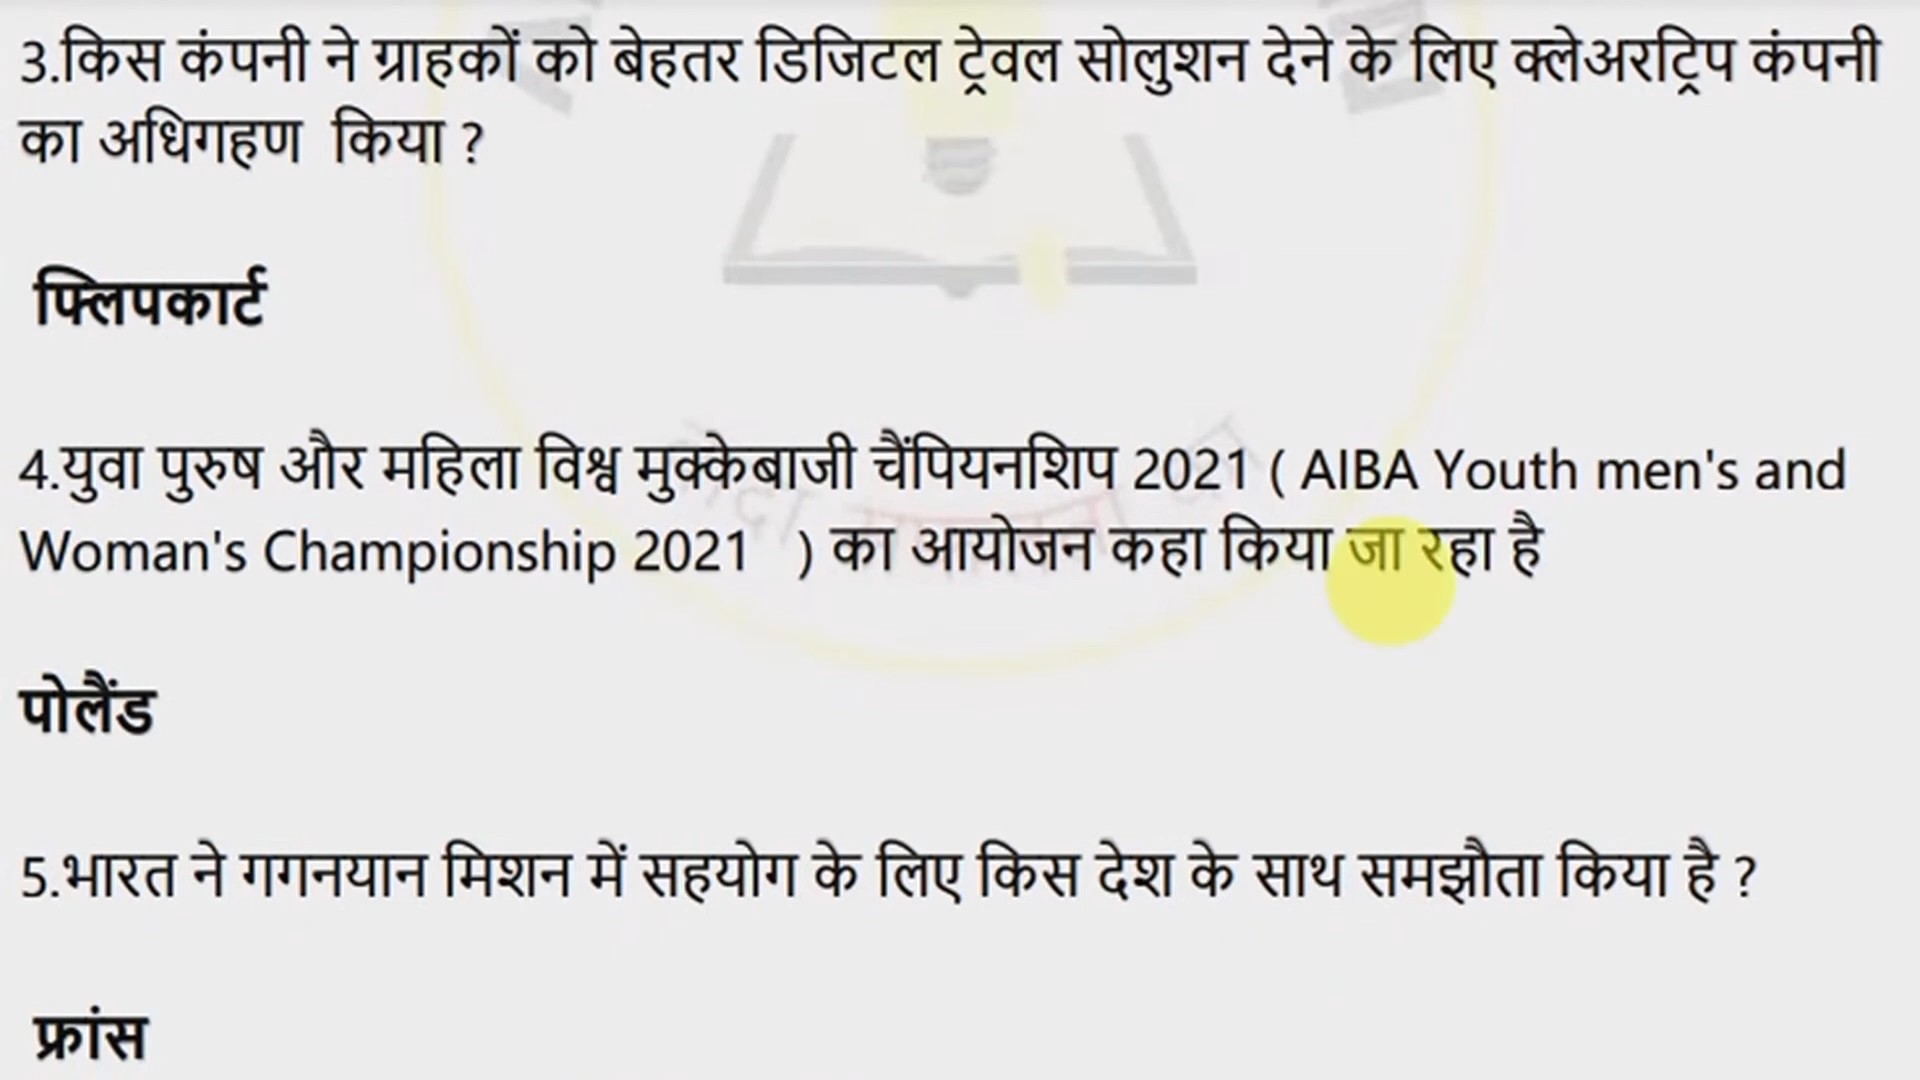 3.किस कंपनी ने ग्राहकों को बेहतर डिजिटल ट्रेवल सोलुशन देने के लिए क्लेअरट्रिप कंपनी
का अधिगहण किया ?
फ्लिपकार्ट
4.युवा पुरुष और महिला विश्व मुक्केबाजी चैंपियनशिप 2021 ( AIBA Youth men's and
Woman's Championship 2021 ) का आयोजन कहा किया जा रहा है
पोलैंड
5.भारत ने गगनयान मिशन में सहयोग के लिए किस देश के साथ समझौता किया है ?
फ्रांस